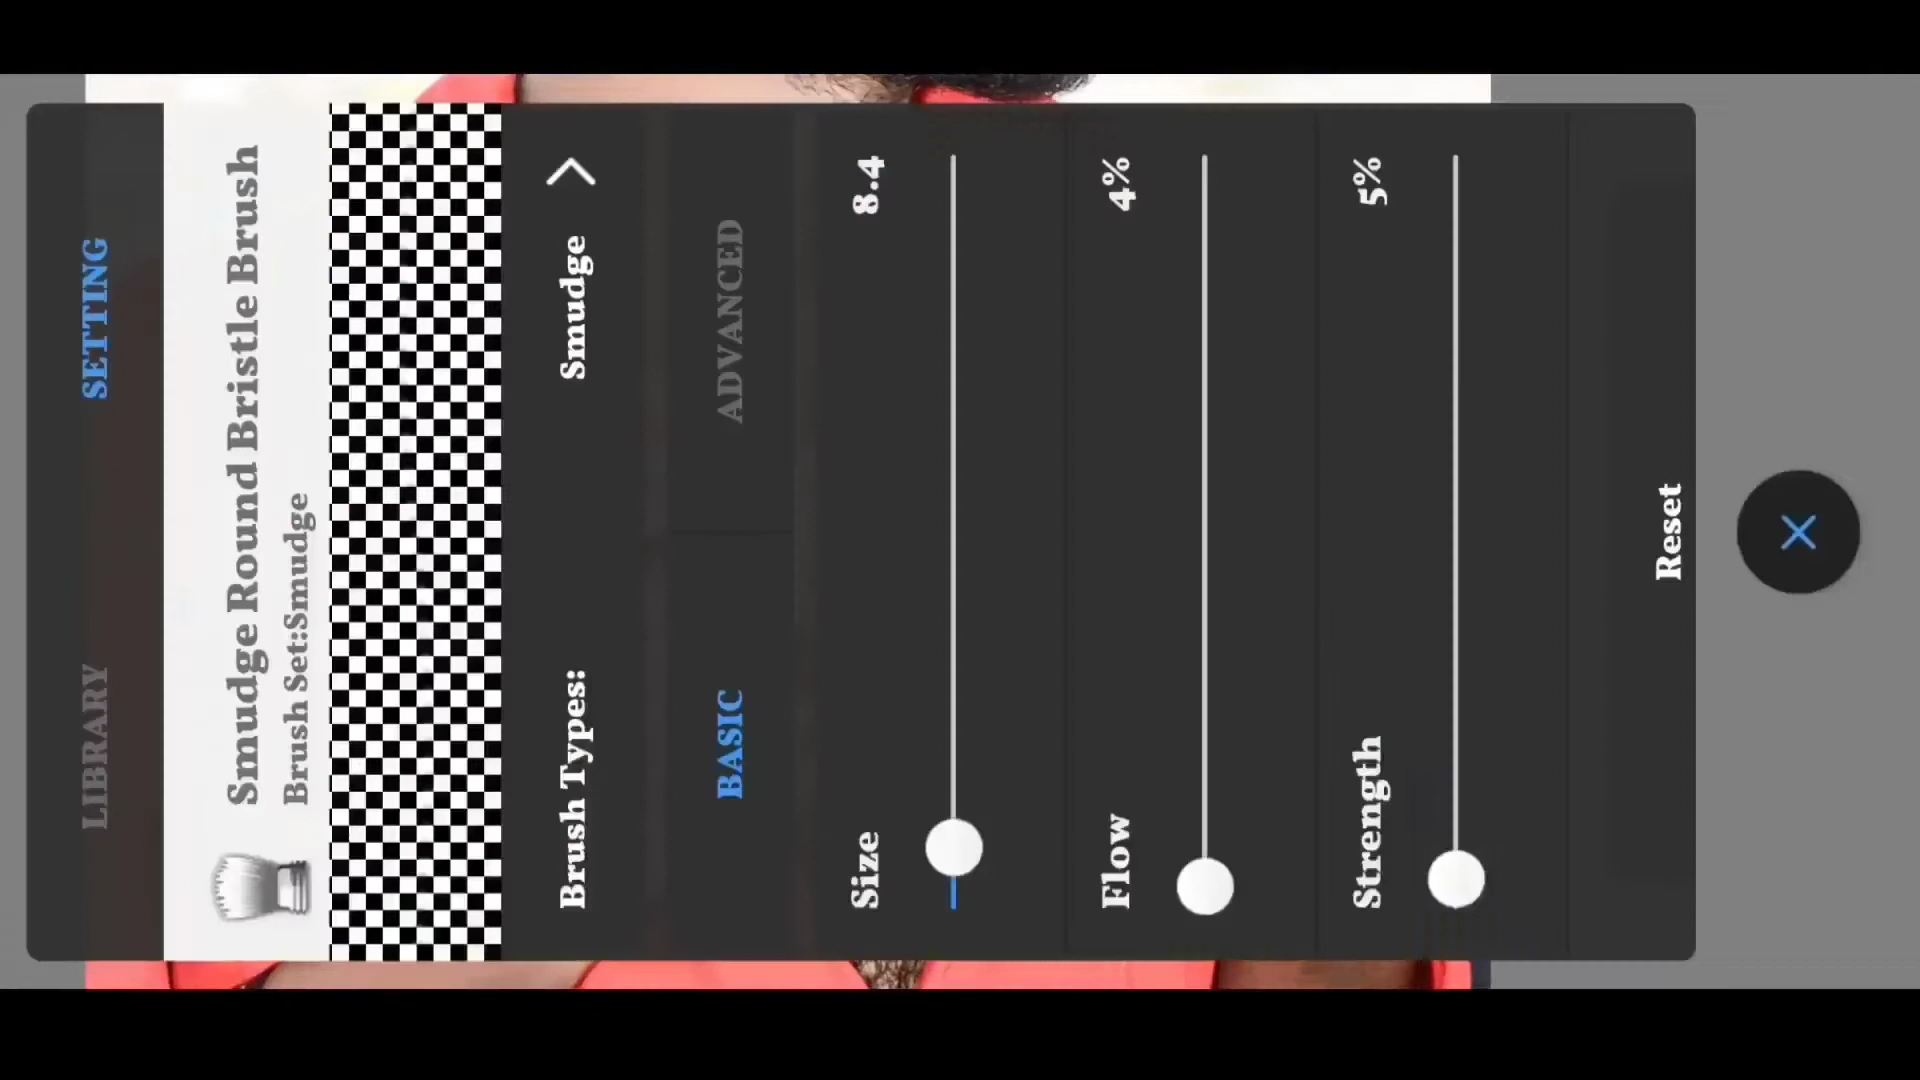 LIBRARY SETTING
Smudge Round Bristle Brush
Brush Set:Smudge
Brush Types: Smudge
BASIC ADVANCED
Size 8.4
Flow 4%
Strength 5%
Reset